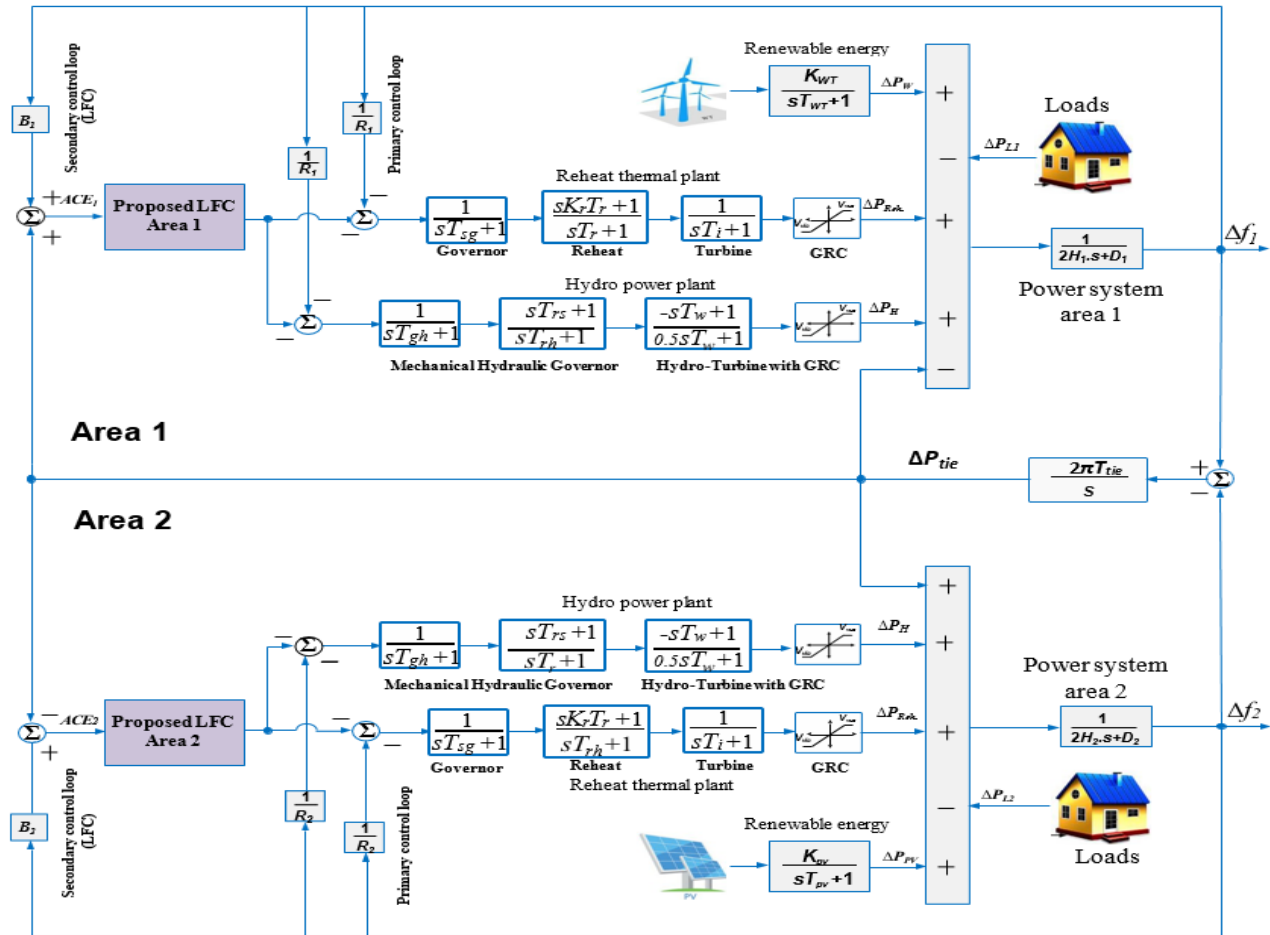 Secondary control loop
(LFC)
Primary control loop
Renewable energy
K_WT
sT_WT+1
ΔP_W
+
Loads
ΔP_L1
−
B_1
1
R_1
1
R_1
Reheat thermal plant
+ ACE_1
Σ
+
Proposed LFC
Area 1
−
Σ
−
1
sT_sg+1
Governor
sK_rT_r+1
sT_r+1
Reheat
1
sT_i+1
Turbine
GRC
ΔP_Reh.
+
1
2H_1.s+D_1
Δf_1
Power system
area 1
Hydro power plant
−
Σ
−
1
sT_gh+1
sT_rs+1
sT_rh+1
Mechanical Hydraulic Governor
-sT_w+1
0.5sT_w+1
Hydro-Turbine with GRC
ΔP_H
+
−
Area 1
ΔP_tie
2πT_tie
S
+
−
Σ
Area 2
+
Hydro power plant
−
Σ
−
1
sT_gh+1
sT_rs+1
sT_r+1
Mechanical Hydraulic Governor
-sT_w+1
0.5sT_w+1
Hydro-Turbine with GRC
ΔP_H
+
Power system
area 2
− ACE2
Σ
+
Proposed LFC
Area 2
−
Σ
−
1
sT_sg+1
Governor
sK_rT_r+1
sT_rh+1
Reheat
1
sT_i+1
Turbine
GRC
ΔP_Reh.
+
1
2H_2.s+D_2
Δf_2
Reheat thermal plant
ΔP_L2
−
Loads
B_2
Secondary control loop
(LFC)
1
R_2
1
R_2
Primary control loop
Renewable energy
PV
K_pv
sT_pv+1
ΔP_PV
+